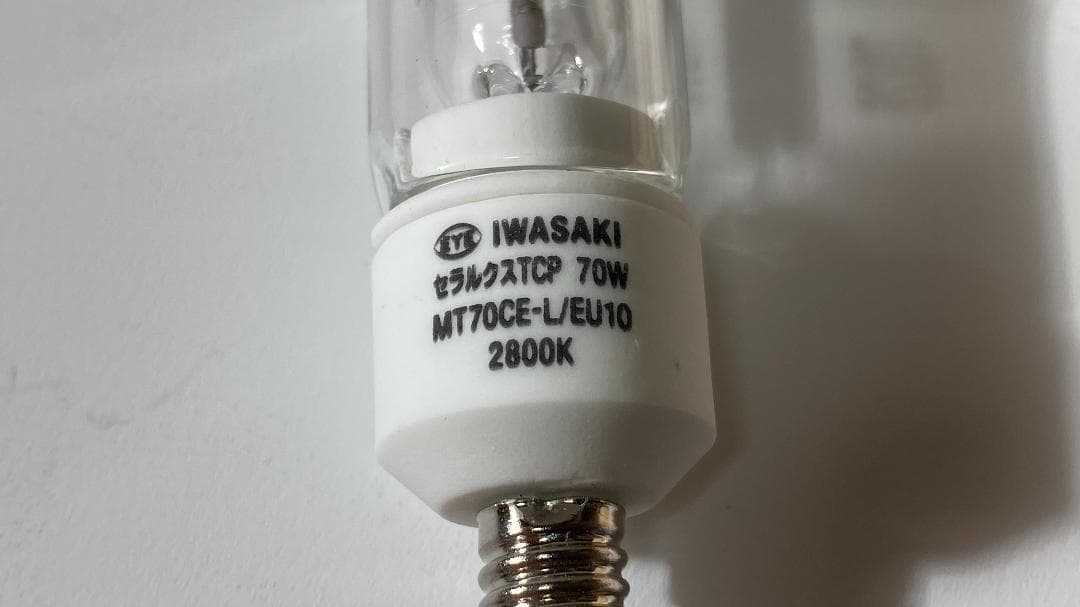 EYE IWASAKI
セラルクスTCP 70W
MT70CE-L/EU10
2800K